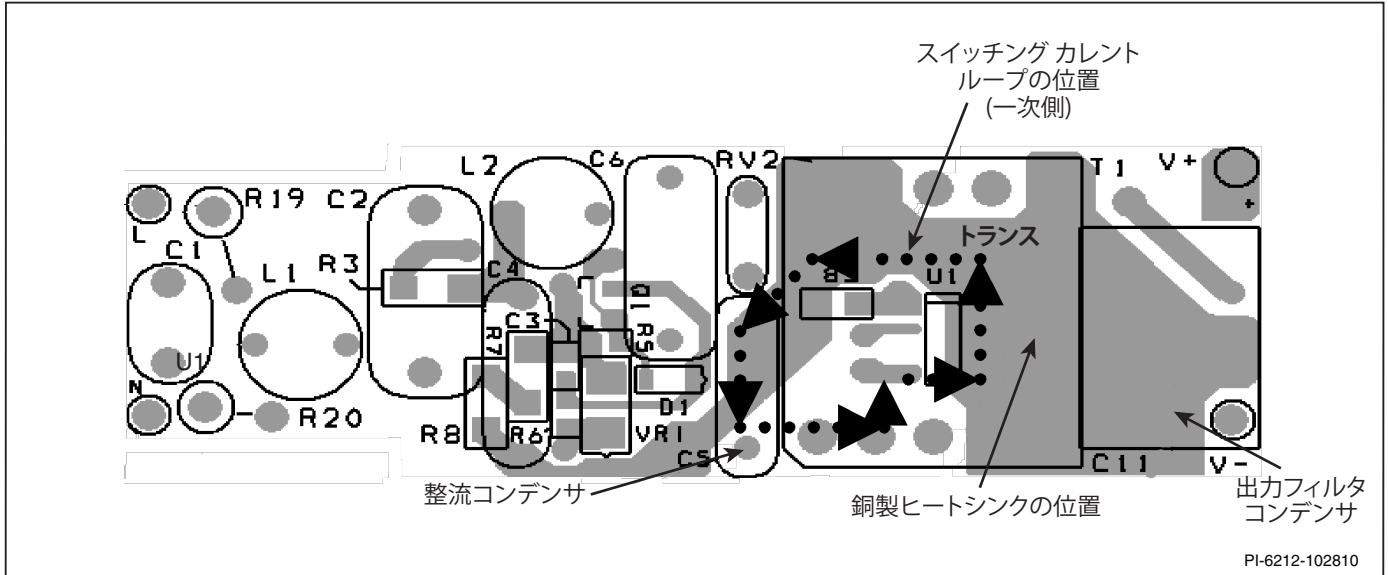 スイッチング カレント
ループの位置
(一次側)
L2
C6
RV2
T1
V+
+
R19
C2
L
C1
R3
C4
L1
トランス
U1
Q1
C3
R7
R5
U1
N
D1
R20
R8
R6
VR1
C5
C11
V-
整流コンデンサ
銅製ヒートシンクの位置
出力フィルタ
コンデンサ
PI-6212-102810